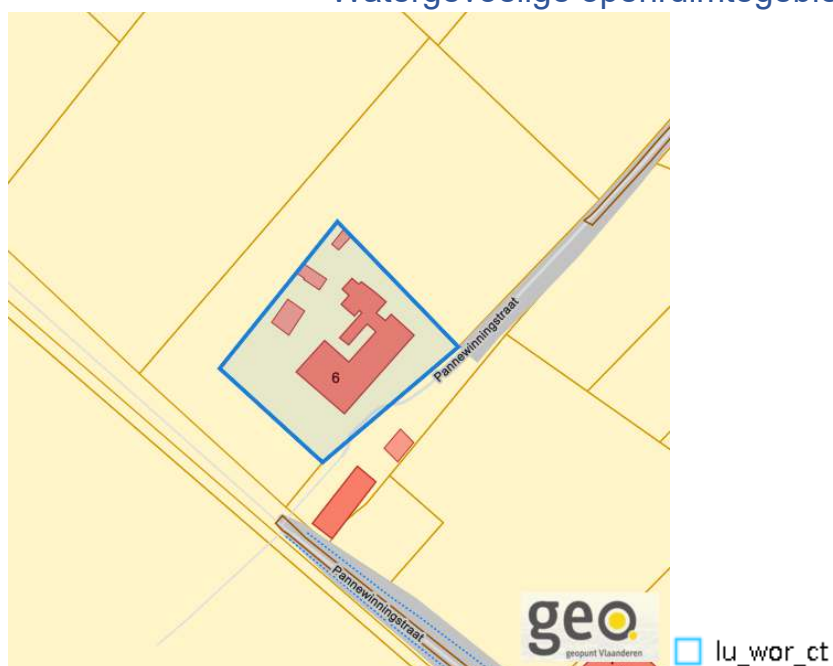 Pannewinningstraat
6
Pannewinningstraat
geo
geopunt Vlaanderen
lu_wor_ct